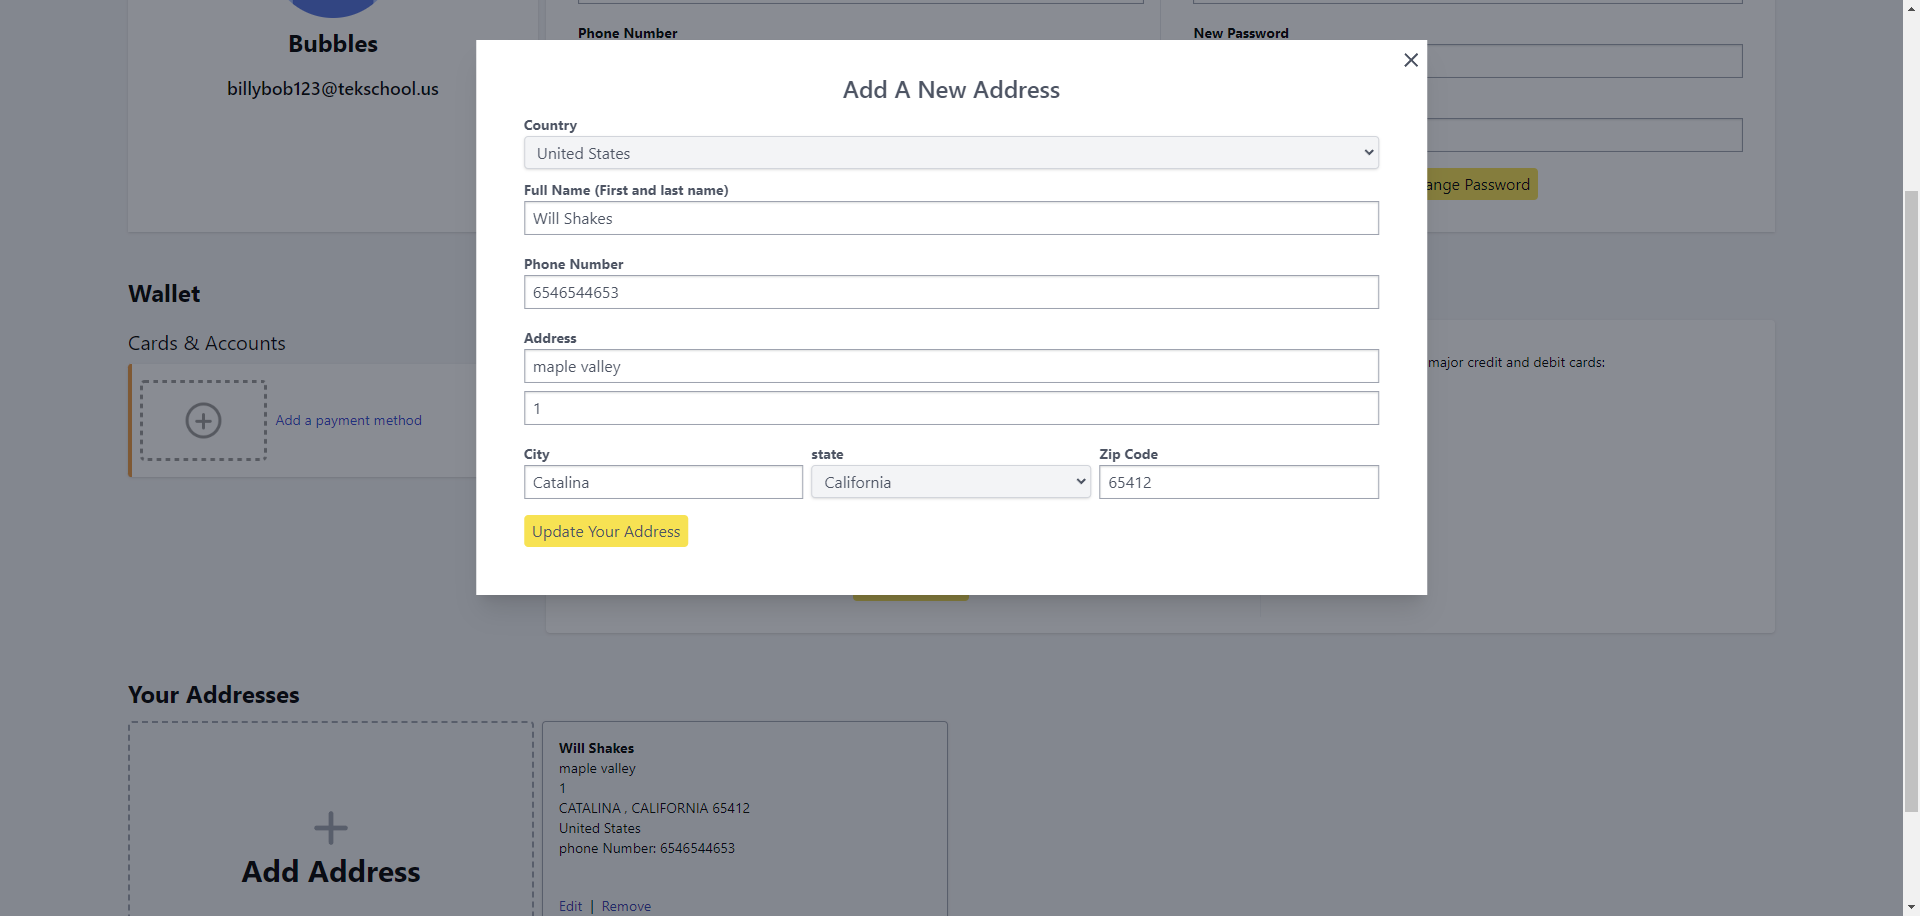 Bubbles
billybob123@tekschool.us
Phone Number
New Password
Add A New Address
Country
United States
Full Name (First and last name)
Will Shakes
Phone Number
6546544653
Address
maple valley
1
City
state
Zip Code
Catalina
California
65412
Update Your Address
ange Password
Wallet
Cards & Accounts
Add a payment method
major credit and debit cards:
Your Addresses
Add Address
Will Shakes
maple valley
1
CATALINA , CALIFORNIA 65412
United States
phone Number: 6546544653
Edit | Remove